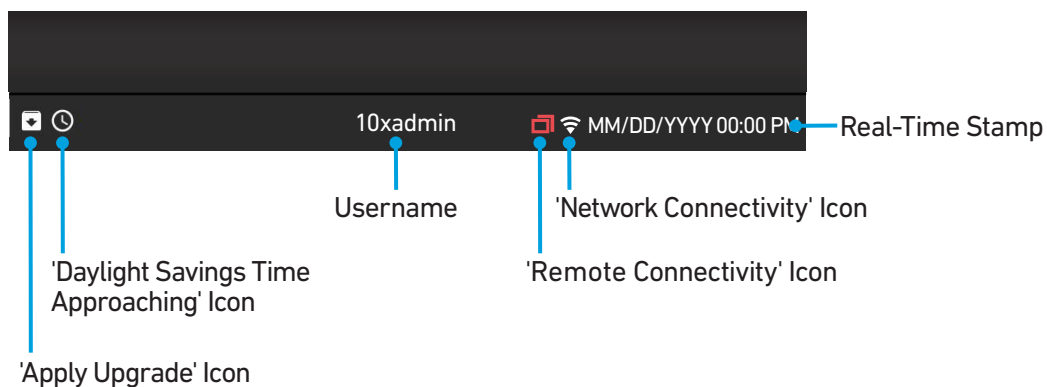 10xadmin
MM/DD/YYYY 00:00 PM
Real-Time Stamp
Username
'Network Connectivity' Icon
'Daylight Savings Time
Approaching' Icon
'Remote Connectivity' Icon
'Apply Upgrade' Icon